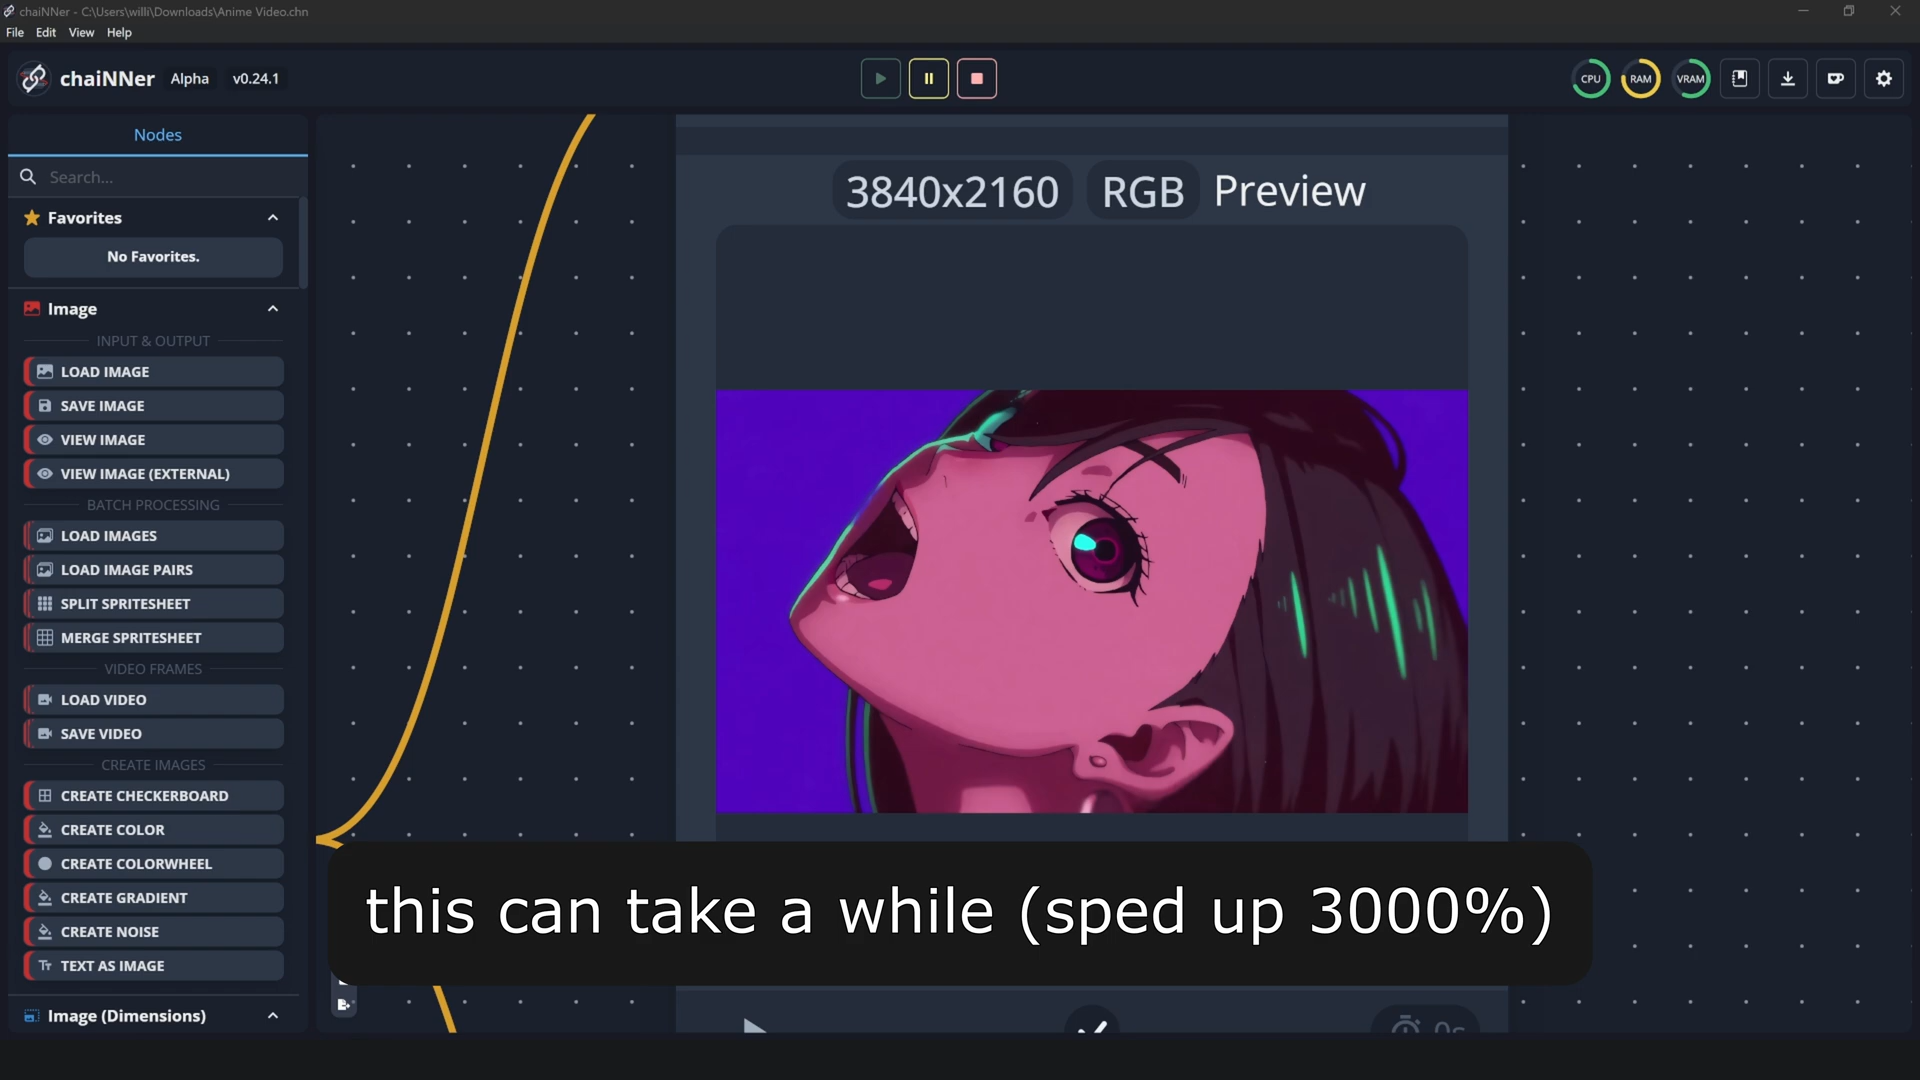 chaiNNer - C:\Users\willi\Downloads\Anime Video.chn
File Edit View Help
chaiNNer Alpha v0.24.1
CPU RAM VRAM
Nodes
Search...
Favorites
No Favorites.
Image
INPUT & OUTPUT
LOAD IMAGE
SAVE IMAGE
VIEW IMAGE
VIEW IMAGE (EXTERNAL)
BATCH PROCESSING
LOAD IMAGES
LOAD IMAGE PAIRS
SPLIT SPRITESHEET
MERGE SPRITESHEET
VIDEO FRAMES
LOAD VIDEO
SAVE VIDEO
CREATE IMAGES
CREATE CHECKERBOARD
CREATE COLOR
CREATE COLORWHEEL
CREATE GRADIENT
CREATE NOISE
TEXT AS IMAGE
Image (Dimensions)
3840x2160 RGB Preview
this can take a while (sped up 3000%)
0s